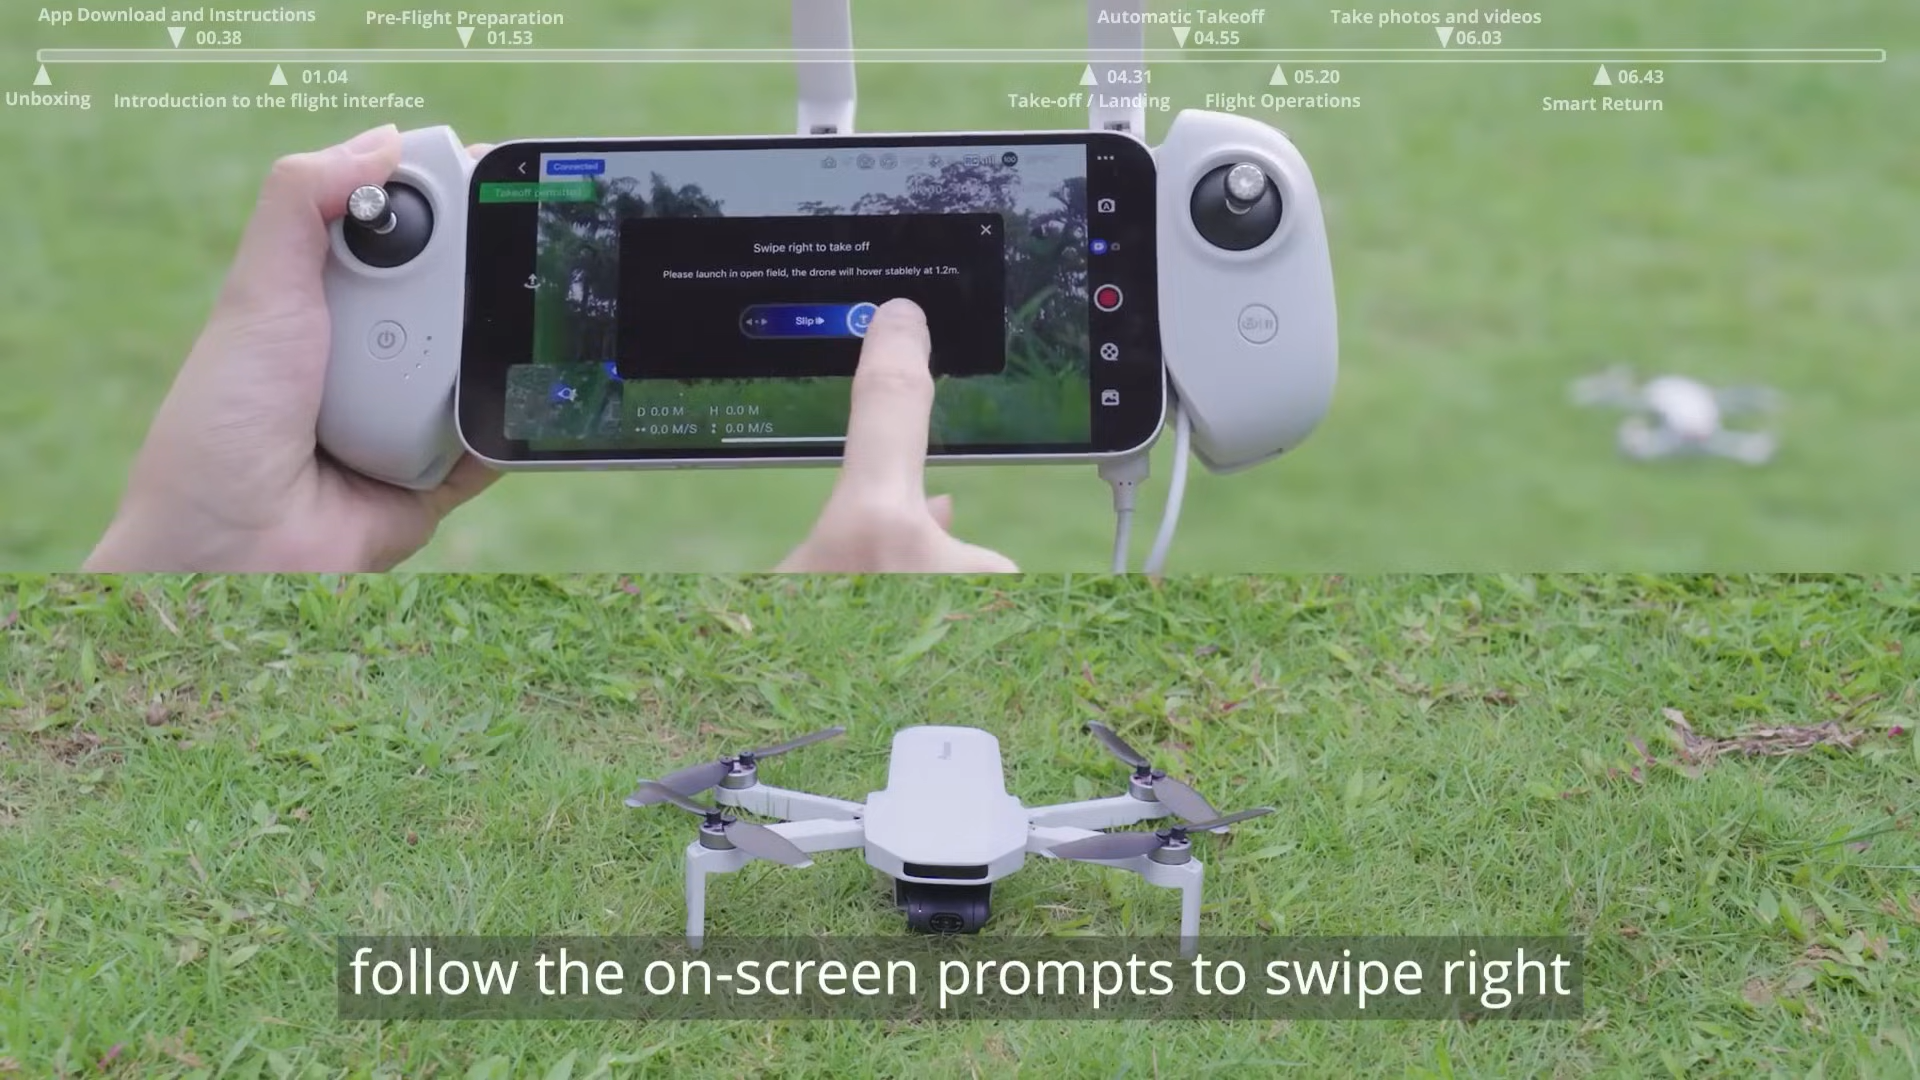 App Download and Instructions
00.38
Pre-Flight Preparation
01.53
Automatic Takeoff
04.55
Take photos and videos
06.03
Unboxing
01.04
Introduction to the flight interface
04.31
Take-off / Landing
05.20
Flight Operations
06.43
Smart Return
Connected
Takeoff permitted
100
Swipe right to take off
Please launch in open field, the drone will hover stablely at 1.2m.
Slip
D 0.0 M H 0.0 M
0.0 M/S 0.0 M/S
follow the on-screen prompts to swipe right